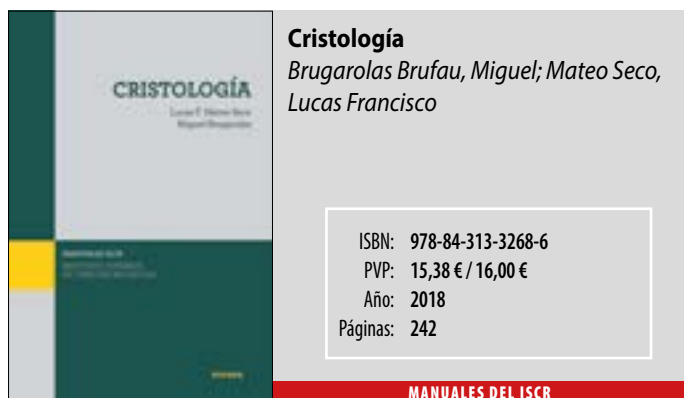 CRISTOLOGÍA
Cristología
Brugarolas Brufau, Miguel; Mateo Seco,
Lucas Francisco
ISBN: 978-84-313-3268-6
PVP: 15,38 € / 16,00 €
Año: 2018
Páginas: 242
MANUALES DEL ISCR